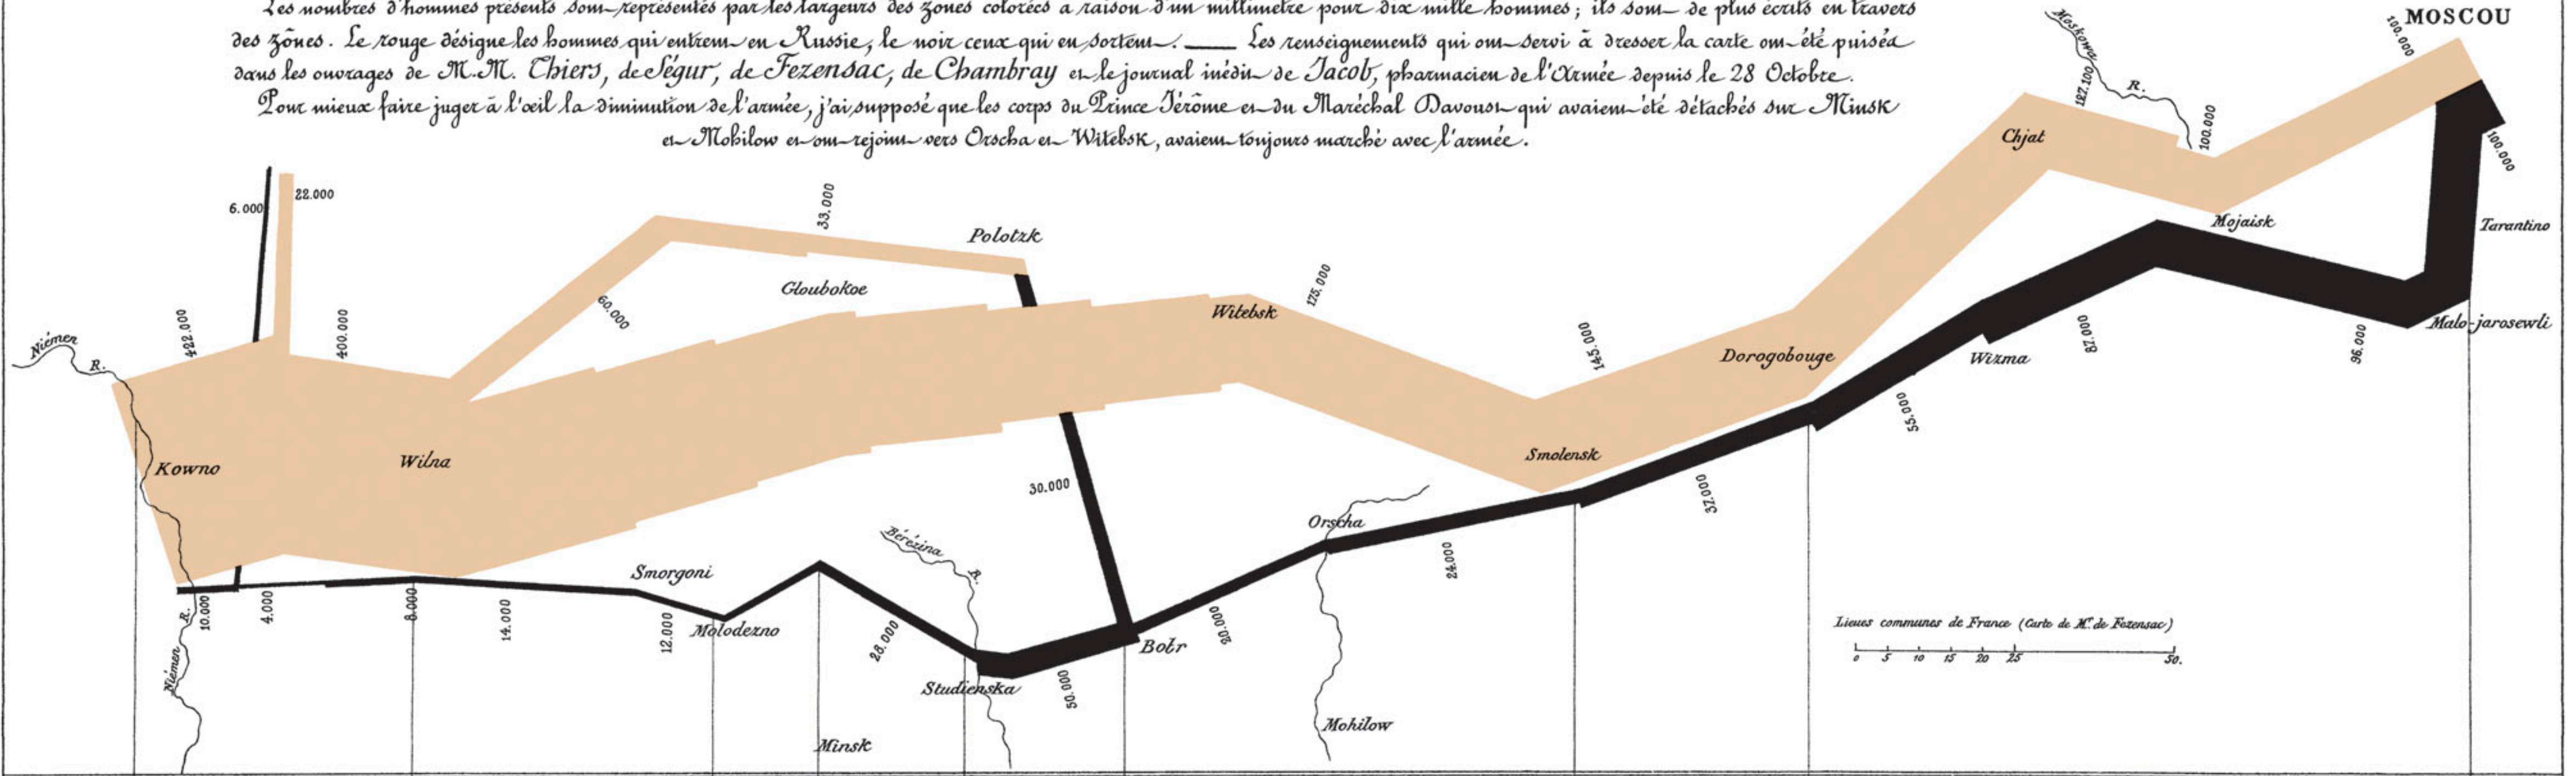 Les nombres d'hommes présents sont représentés par les largeurs des zones colorées à raison d'un millimètre pour dix mille hommes; ils sont de plus écrits en travers
des zônes. Le rouge désigne les hommes qui entrent en Russie, le noir ceux qui en sortent. — Les renseignements qui ont servi à dresser la carte ont été puisés
dans les ouvrages de M.M. Thiers, de Ségur, de Fezensac, de Chambray et le journal inédit de Jacob, pharmacien de l'Armée depuis le 28 Octobre.
Pour mieux faire juger à l'œil la diminution de l'armée, j'ai supposé que les corps du Prince Jérôme et du Maréchal Davoust qui avaient été détachés sur Minsk
et Mohilow et ont rejoint vers Orscha et Witebsk, avaient toujours marché avec l'armée.
MOSCOU
100.000
Moskowa
R.
127.100
100.000
100.000
Chjat
Mojaisk
Tarantino
Malo-jarosewli
6.000
22.000
33.000
Polotzk
Gloubokoe
60.000
175.000
Witebsk
422.000
400.000
Niémen
R.
145.000
Dorogobouge
Wizma
87.000
96.000
55.000
Kowno
Wilna
Smolensk
30.000
37.000
Orscha
24.000
Bérézina
R.
Smorgoni
R.
10.000
4.000
8.000
14.000
12.000
Molodezno
28.000
20.000
Botr
Niémen
Studienska
50.000
Minsk
Mohilow
Lieues communes de France (Carte de M. de Fezensac)
0 5 10 15 20 25 50.